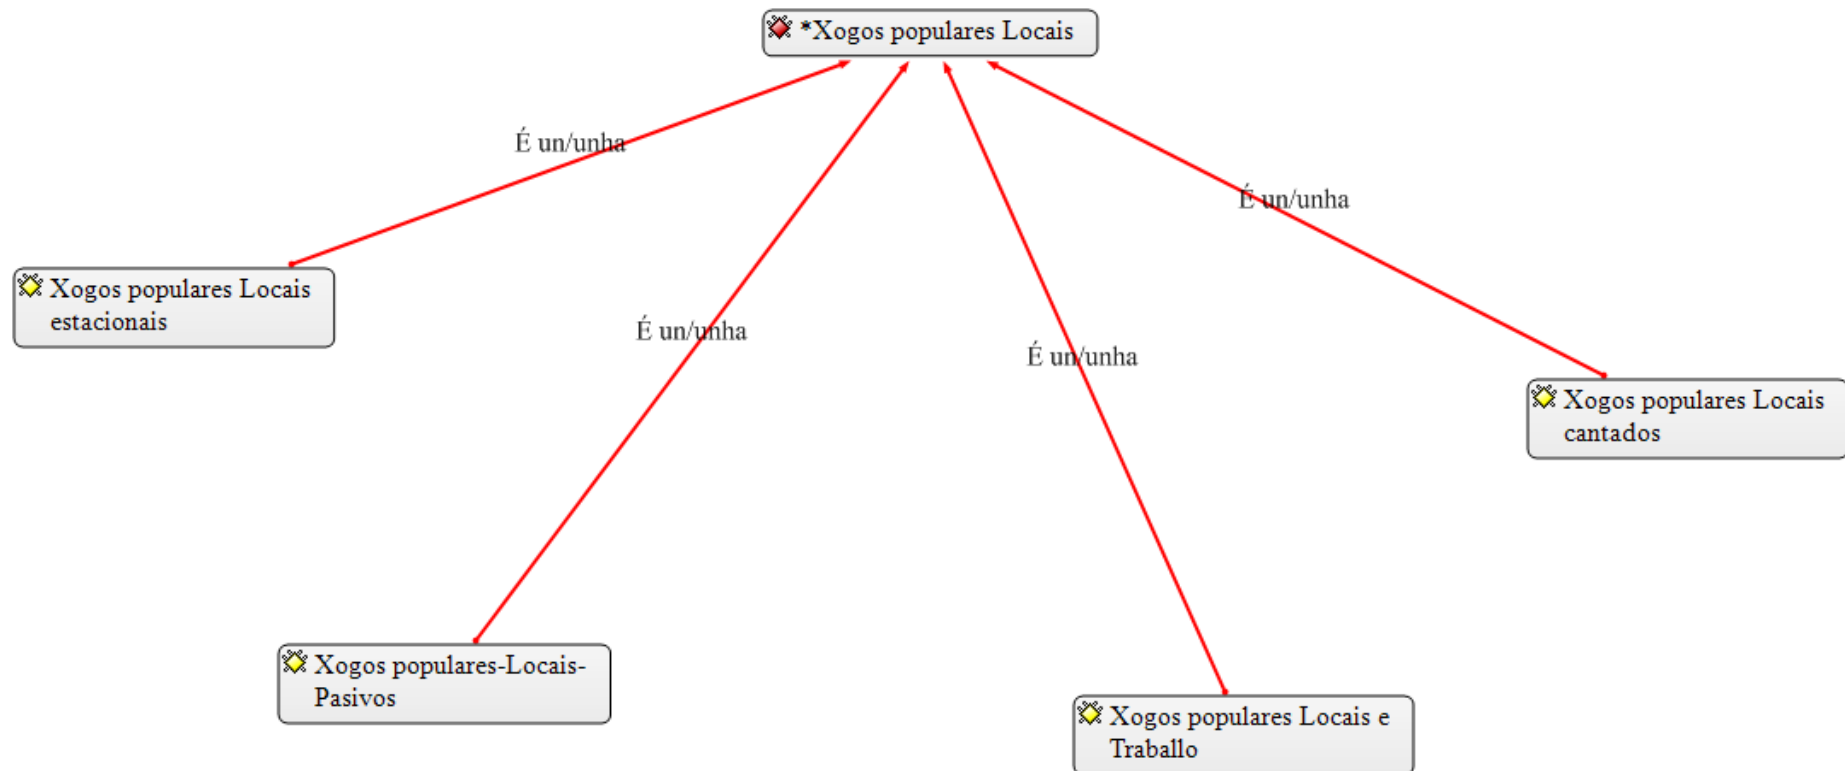 *Xogos populares Locais
É un/unha
É un/unha
Xogos populares Locais
estacionais
É un/unha
É un/unha
Xogos populares Locais
cantados
Xogos populares-Locais-
Pasivos
Xogos populares Locais e
Traballo